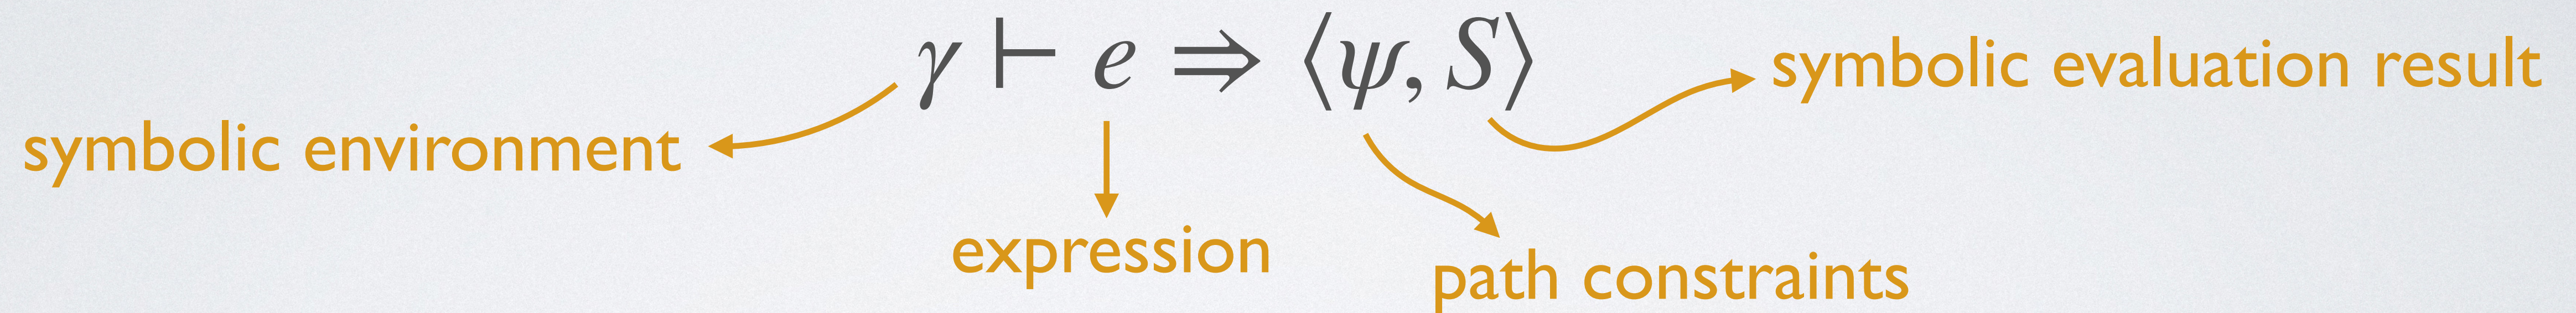 γ ⊢ e ⇒ ⟨ψ, S⟩
symbolic evaluation result
symbolic environment
expression
path constraints